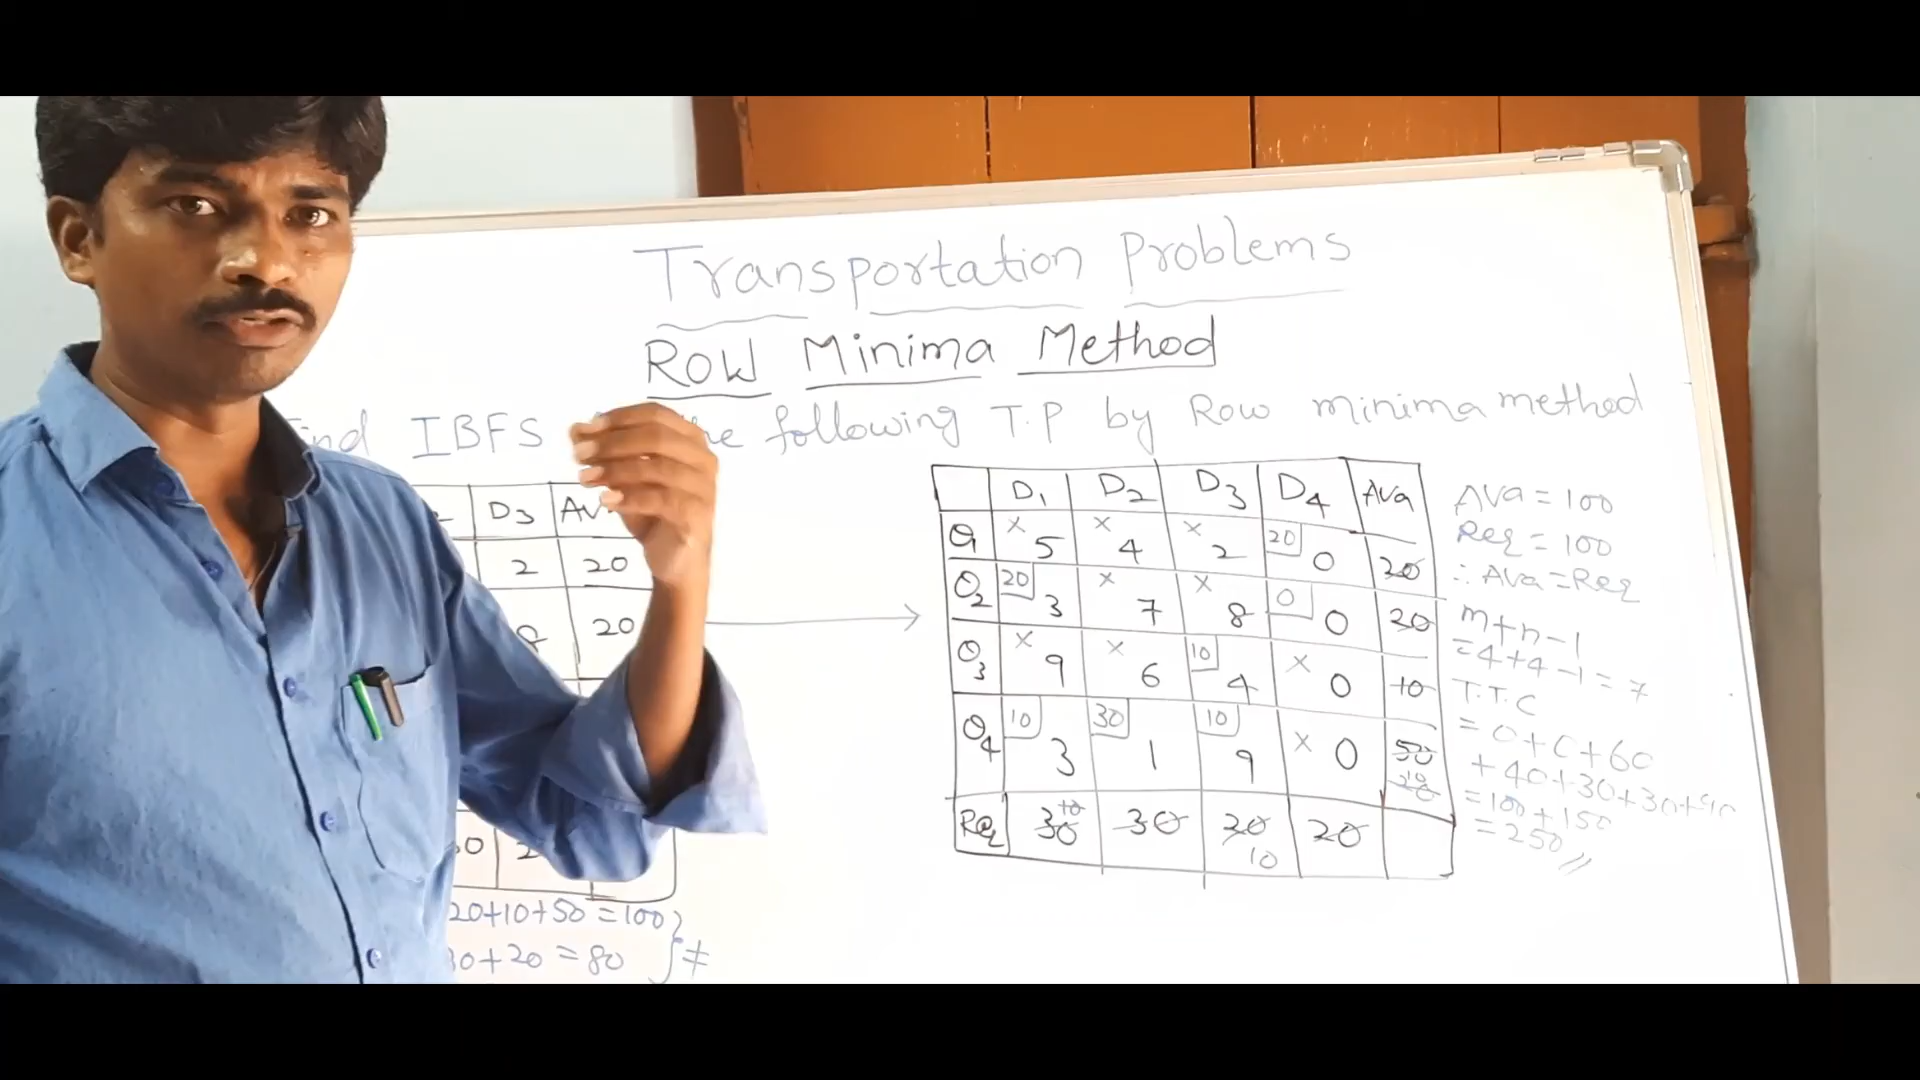 Transportation Problems
Row Minima Method
IBFS following T.P by Row minima method
D3
2 20
20
20+10+50 = 100
30+20 = 80 } ≠
D1 D2 D3 D4 Ava
O1 × 5 × 4 × 2 20 0 20
O2 20 3 × 7 × 8 0 0 20
O3 × 9 × 6 10 4 × 0 10
O4 10 3 30 1 10 9 × 0 50
Req 30 10 30 20 10 20
Ava = 100
Req = 100
∴ Ava = Req
m+n-1
=4+4-1=7
T.T.C
= 0+0+60
+40+30+30+90
=100+150
=250//